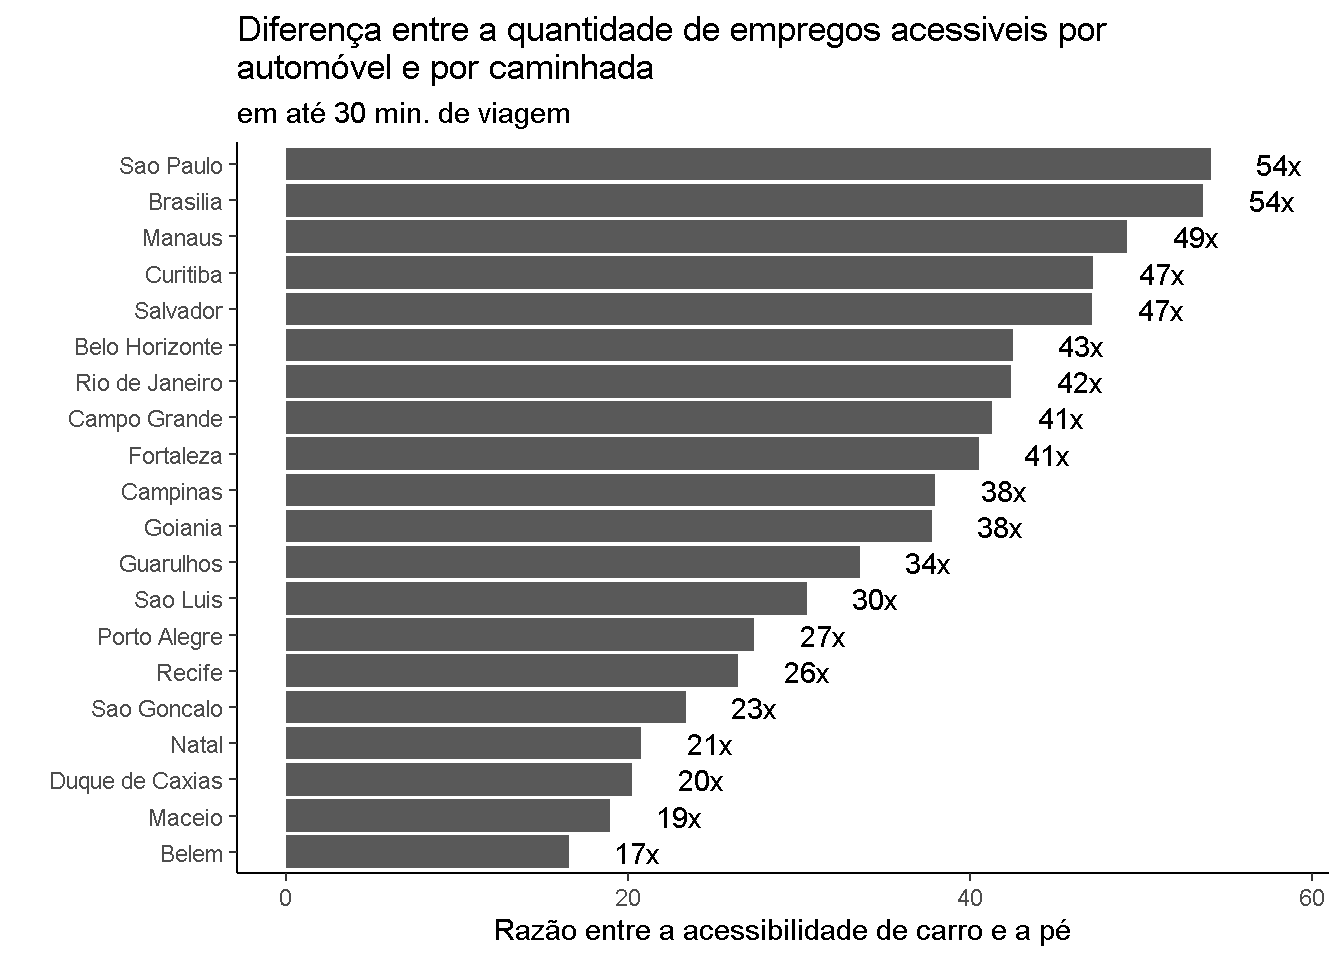 Diferença entre a quantidade de empregos acessiveis por
automóvel e por caminhada
em até 30 min. de viagem
Sao Paulo 54x
Brasilia 54x
Manaus 49x
Curitiba 47x
Salvador 47x
Belo Horizonte 43x
Rio de Janeiro 42x
Campo Grande 41x
Fortaleza 41x
Campinas 38x
Goiania 38x
Guarulhos 34x
Sao Luis 30x
Porto Alegre 27x
Recife 26x
Sao Goncalo 23x
Natal 21x
Duque de Caxias 20x
Maceio 19x
Belem 17x
0 20 40 60
Razão entre a acessibilidade de carro e a pé